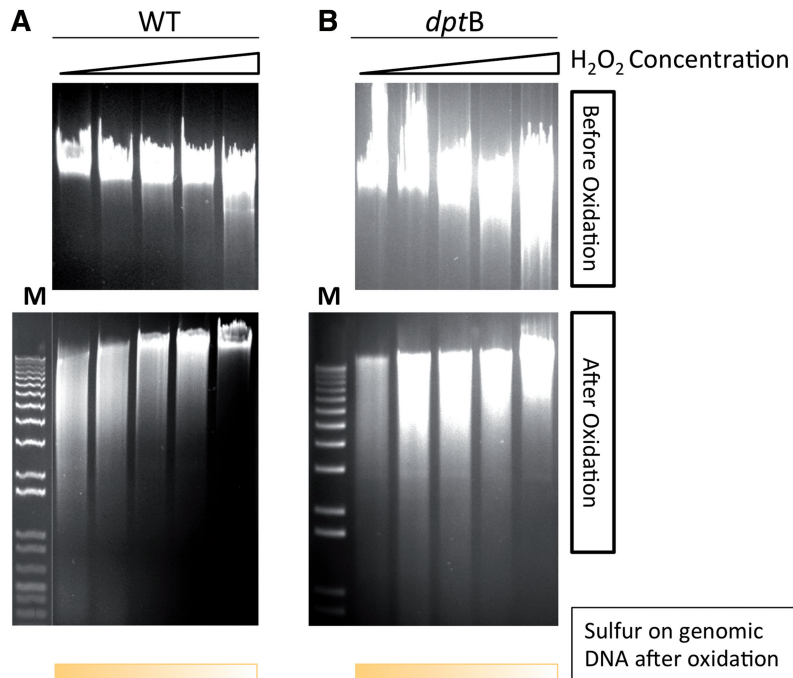 A WT B dptB
H₂O₂ Concentration
Before Oxidation
M M
After Oxidation
Sulfur on genomic
DNA after oxidation